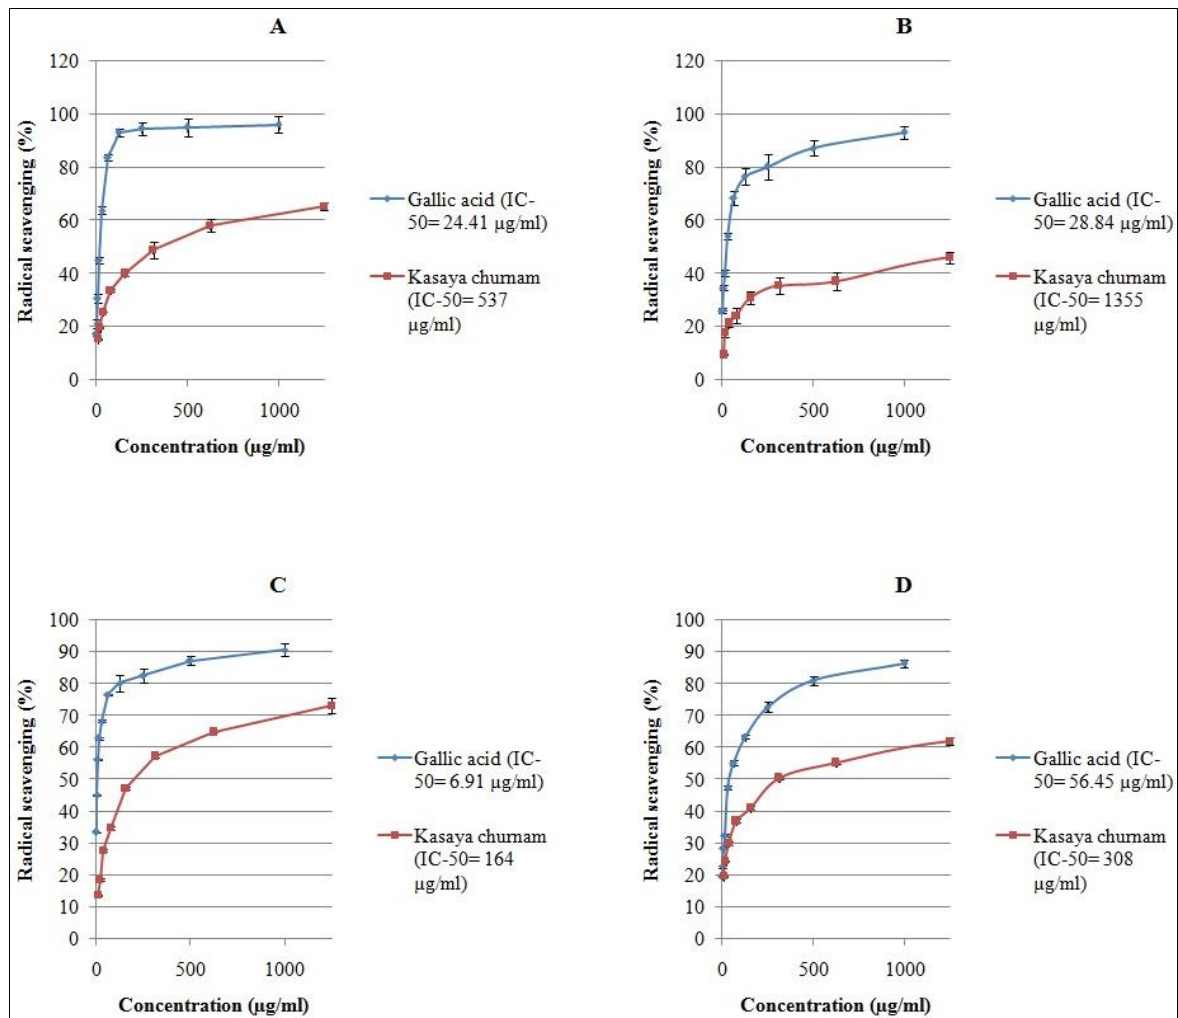 A
120
100
80
60
40
20
0
Radical scavenging (%)
0 500 1000
Concentration (µg/ml)
Gallic acid (IC-
50= 24.41 µg/ml)
Kasaya churnam
(IC-50= 537
µg/ml)
B
120
100
80
60
40
20
0
Radical scavenging (%)
0 500 1000
Concentration (µg/ml)
Gallic acid (IC-
50= 28.84 µg/ml)
Kasaya churnam
(IC-50= 1355
µg/ml)
C
100
90
80
70
60
50
40
30
20
10
0
Radical scavenging (%)
0 500 1000
Concentration (µg/ml)
Gallic acid (IC-
50= 6.91 µg/ml)
Kasaya churnam
(IC-50= 164
µg/ml)
D
100
90
80
70
60
50
40
30
20
10
0
Radical scavenging (%)
0 500 1000
Concentration (µg/ml)
Gallic acid (IC-
50= 56.45 µg/ml)
Kasaya churnam
(IC-50= 308
µg/ml)